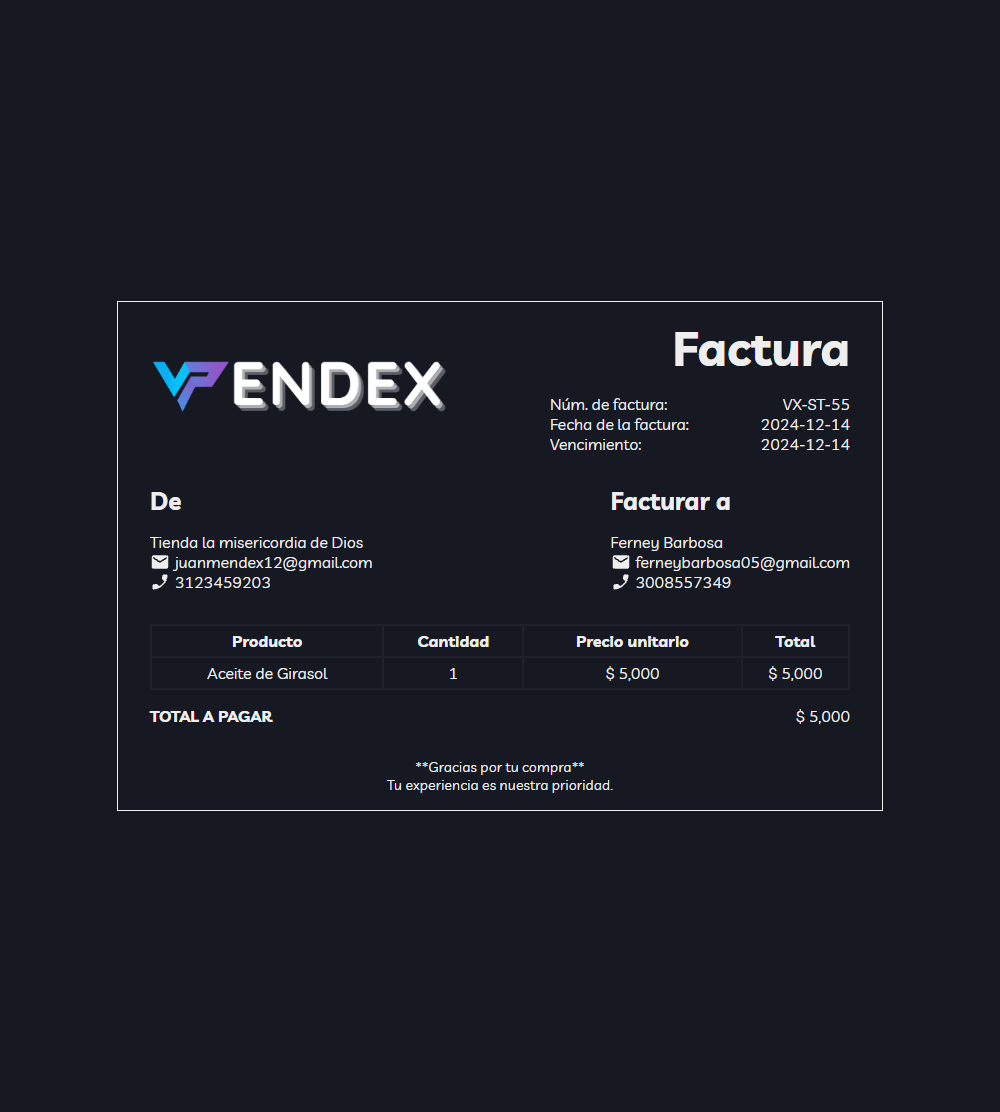 VENDEX
Factura
Núm. de factura: VX-ST-55
Fecha de la factura: 2024-12-14
Vencimiento: 2024-12-14
De
Tienda la misericordia de Dios
juanmendex12@gmail.com
3123459203
Facturar a
Ferney Barbosa
ferneybarbosa05@gmail.com
3008557349
Producto Cantidad Precio unitario Total
Aceite de Girasol 1 $ 5,000 $ 5,000
TOTAL A PAGAR $ 5,000
**Gracias por tu compra**
Tu experiencia es nuestra prioridad.